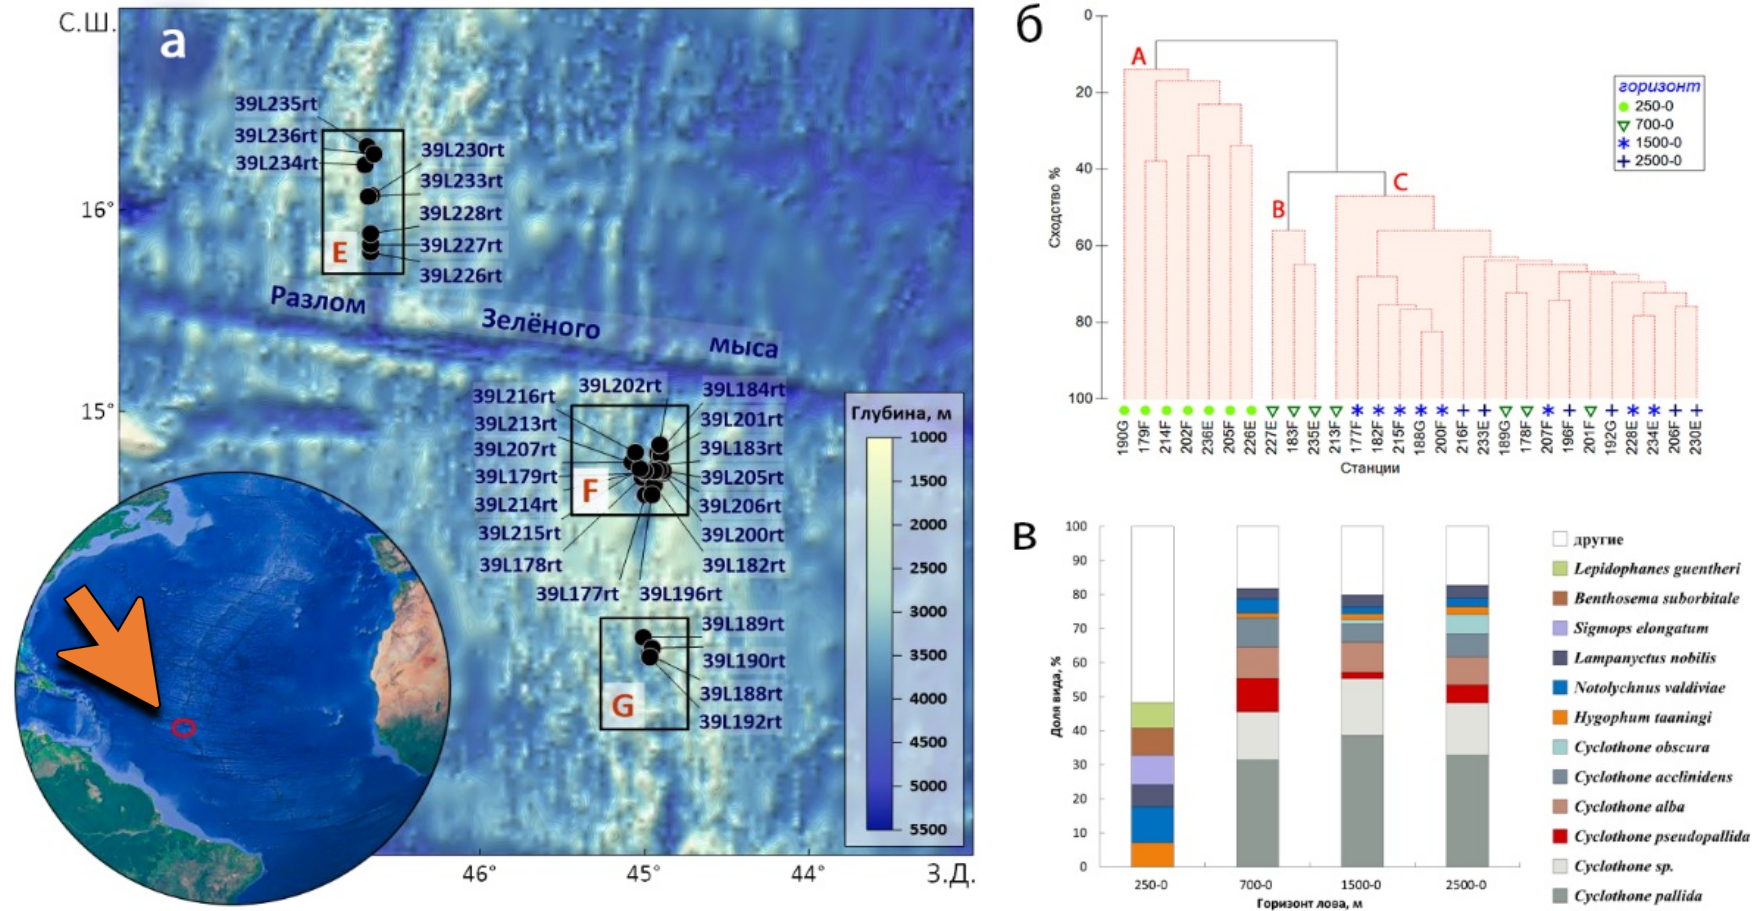 С.Ш.
а
39L235rt
39L236rt
39L234rt
39L230rt
39L233rt
39L228rt
39L227rt
39L226rt
E
16°
Разлом Зелёного мыса
15°
39L216rt
39L213rt
39L207rt
39L179rt
39L214rt
39L215rt
39L178rt
39L177rt
39L202rt
39L184rt
39L201rt
39L183rt
39L205rt
39L206rt
39L200rt
39L182rt
39L196rt
F
39L189rt
39L190rt
39L188rt
39L192rt
G
Глубина, м
1000
1500
2000
2500
3000
3500
4000
4500
5000
5500
46°
45°
44°
З.Д.
б
0
20
40
60
80
100
Сходство %
A
B
C
горизонт
250-0
700-0
1500-0
2500-0
190G
179F
214F
202F
236E
205F
226E
227E
183F
235E
213F
177F
182F
215F
188G
200F
216F
233E
189G
178F
207F
196F
201F
192G
228E
234E
206F
230E
Станции
в
100
90
80
70
60
50
40
30
20
10
0
Доля вида, %
250-0
700-0
1500-0
2500-0
Горизонт лова, м
другие
Lepidophanes guentheri
Benthosema suborbitale
Sigmops elongatum
Lampanyctus nobilis
Notolychnus valdiviae
Hygophum taaningi
Cyclothone obscura
Cyclothone acclinidens
Cyclothone alba
Cyclothone pseudopallida
Cyclothone sp.
Cyclothone pallida